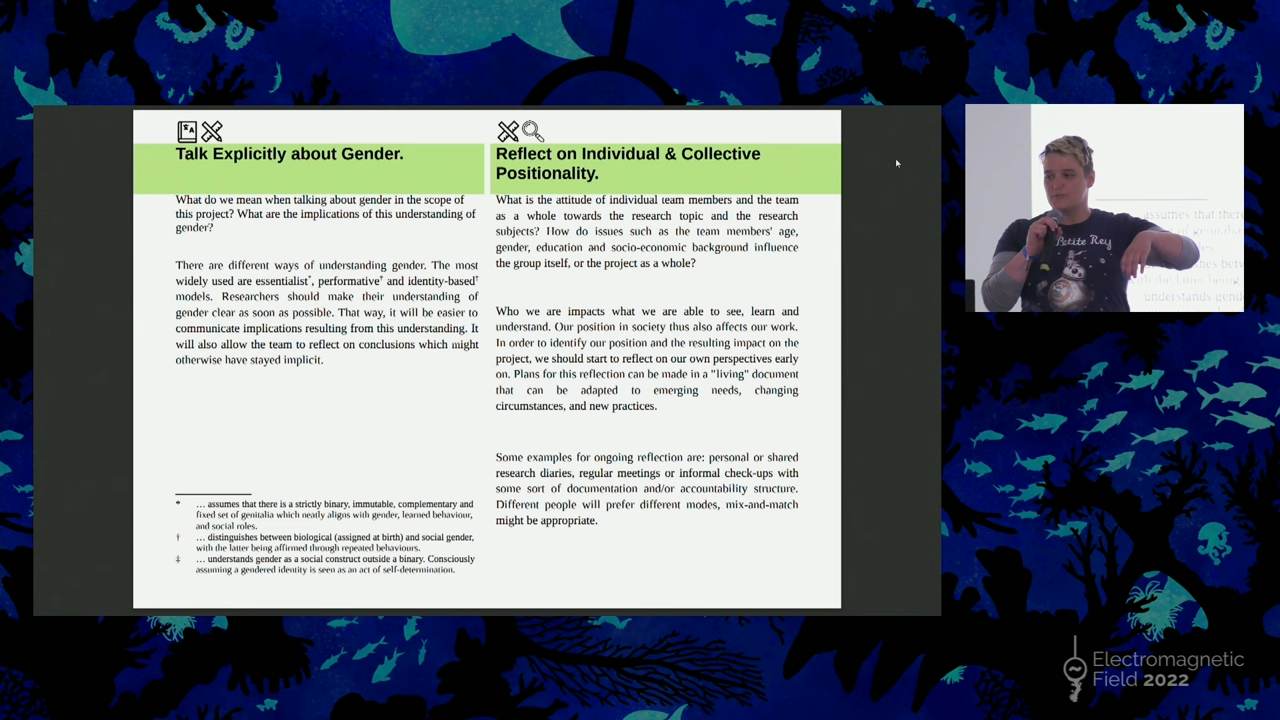 Talk Explicitly about Gender.
What do we mean when talking about gender in the scope of
this project? What are the implications of this understanding of
gender?
There are different ways of understanding gender. The most
widely used are essentialist*, performative† and identity-based†
models. Researchers should make their understanding of
gender clear as soon as possible. That way, it will be easier to
communicate implications resulting from this understanding. It
will also allow the team to reflect on conclusions which might
otherwise have stayed implicit.
* … assumes that there is a strictly binary, immutable, complementary and
fixed set of genitalia which neatly aligns with gender, learned behaviour,
and social roles.
† … distinguishes between biological (assigned at birth) and social gender,
with the latter being affirmed through repeated behaviours.
‡ … understands gender as a social construct outside a binary. Consciously
assuming a gendered identity is seen as an act of self-determination.
Reflect on Individual & Collective
Positionality.
What is the attitude of individual team members and the team
as a whole towards the research topic and the research
subjects? How do issues such as the team members' age,
gender, education and socio-economic background influence
the group itself, or the project as a whole?
Who we are impacts what we are able to see, learn and
understand. Our position in society thus also affects our work.
In order to identify our position and the resulting impact on the
project, we should start to reflect on our own perspectives early
on. Plans for this reflection can be made in a "living" document
that can be adapted to emerging needs, changing
circumstances, and new practices.
Some examples for ongoing reflection are: personal or shared
research diaries, regular meetings or informal check-ups with
some sort of documentation and/or accountability structure.
Different people will prefer different modes, mix-and-match
might be appropriate.
Petite Rey
assumes that there
understands gend
Electromagnetic
Field 2022